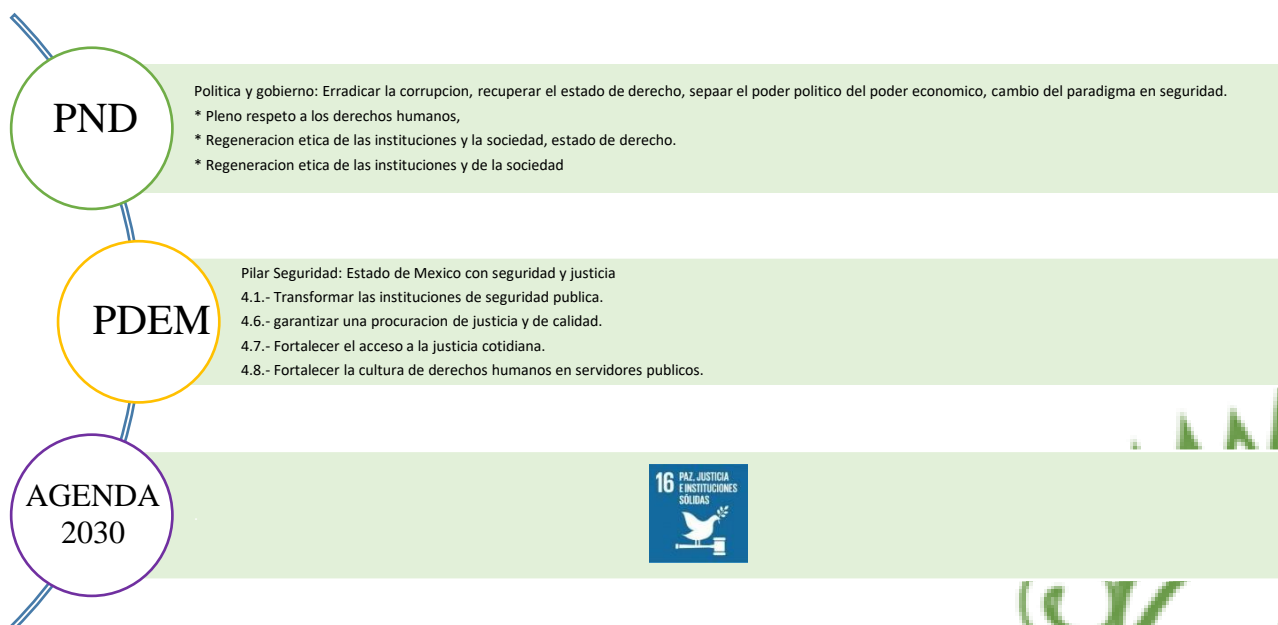 PND
Politica y gobierno: Erradicar la corrupcion, recuperar el estado de derecho, sepaar el poder politico del poder economico, cambio del paradigma en seguridad.
* Pleno respeto a los derechos humanos,
* Regeneracion etica de las instituciones y la sociedad, estado de derecho.
* Regeneracion etica de las instituciones y de la sociedad
PDEM
Pilar Seguridad: Estado de Mexico con seguridad y justicia
4.1.- Transformar las instituciones de seguridad publica.
4.6.- garantizar una procuracion de justicia y de calidad.
4.7.- Fortalecer el acceso a la justicia cotidiana.
4.8.- Fortalecer la cultura de derechos humanos en servidores publicos.
AGENDA
2030
16 PAZ, JUSTICIA
E INSTITUCIONES
SÓLIDAS